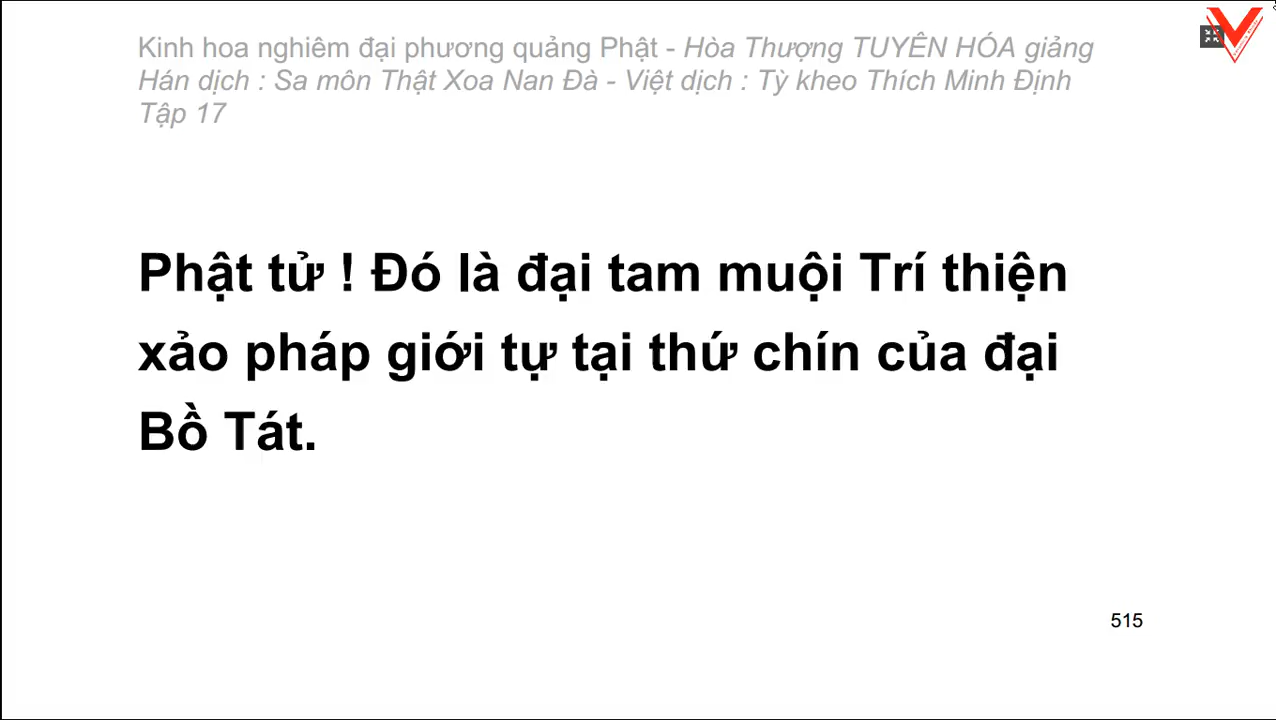 Kinh hoa nghiêm đại phương quảng Phật - Hòa Thượng TUYÊN HÓA giảng
Hán dịch : Sa môn Thật Xoa Nan Đà - Việt dịch : Tỳ kheo Thích Minh Định
Tập 17
Phật tử ! Đó là đại tam muội Trí thiện
xảo pháp giới tự tại thứ chín của đại
Bồ Tát.
515